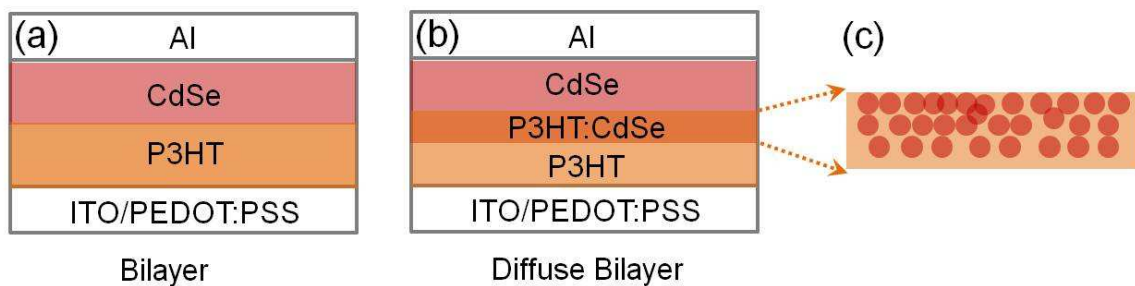 (a)
Al
CdSe
P3HT
ITO/PEDOT:PSS
Bilayer
(b)
Al
CdSe
P3HT:CdSe
P3HT
ITO/PEDOT:PSS
Diffuse Bilayer
(c)